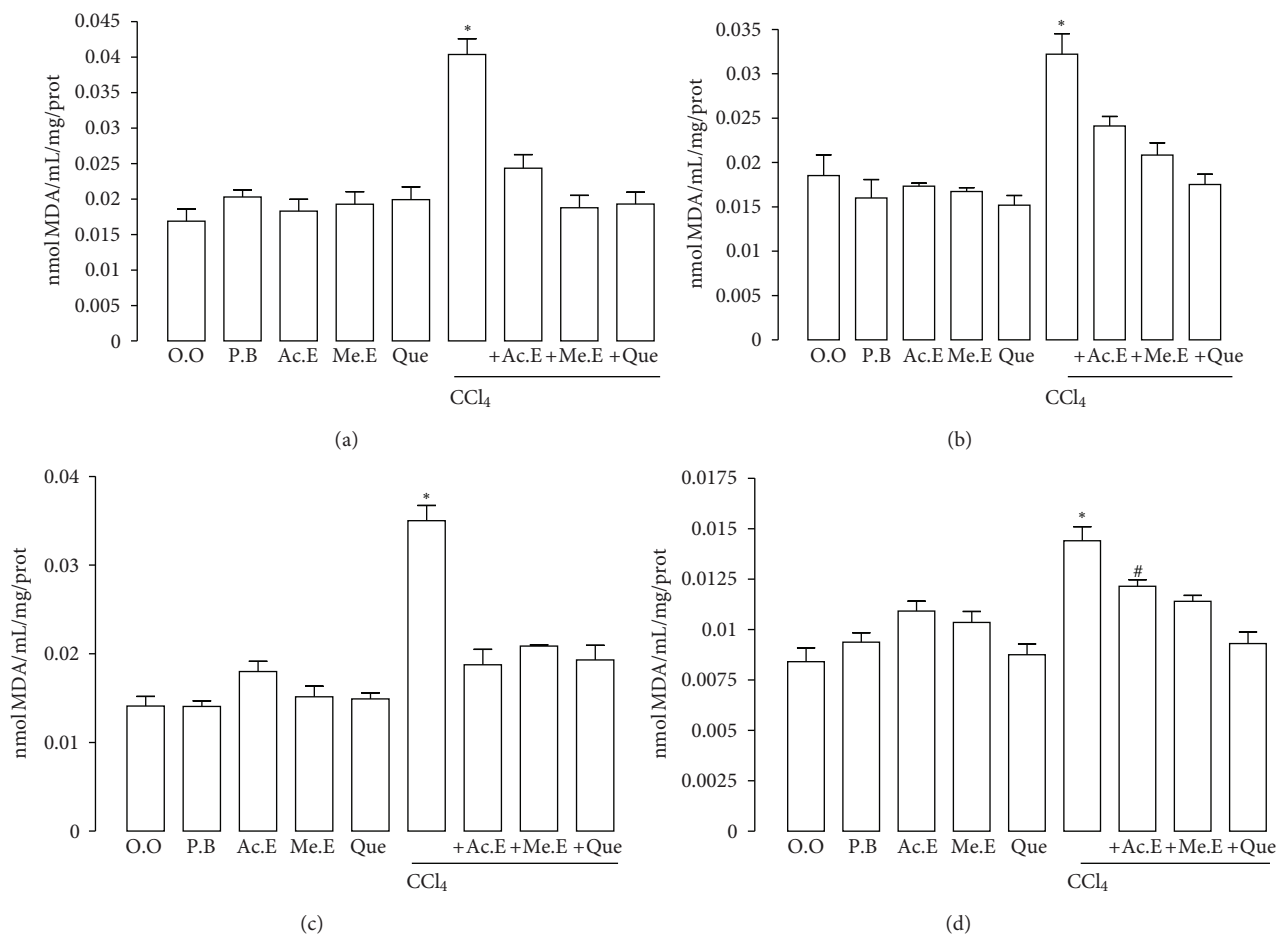 nmol MDA/mL/mg/prot
0.045
0.04
0.035
0.03
0.025
0.02
0.015
0.01
0.005
0
*
O.O P.B Ac.E Me.E Que +Ac.E +Me.E +Que
CCl₄
(a)
nmol MDA/mL/mg/prot
0.035
0.03
0.025
0.02
0.015
0.01
0.005
0
*
O.O P.B Ac.E Me.E Que +Ac.E +Me.E +Que
CCl₄
(b)
nmol MDA/mL/mg/prot
0.04
0.03
0.02
0.01
0
*
O.O P.B Ac.E Me.E Que +Ac.E +Me.E +Que
CCl₄
(c)
nmol MDA/mL/mg/prot
0.0175
0.015
0.0125
0.01
0.0075
0.005
0.0025
0
*
#
O.O P.B Ac.E Me.E Que +Ac.E +Me.E +Que
CCl₄
(d)